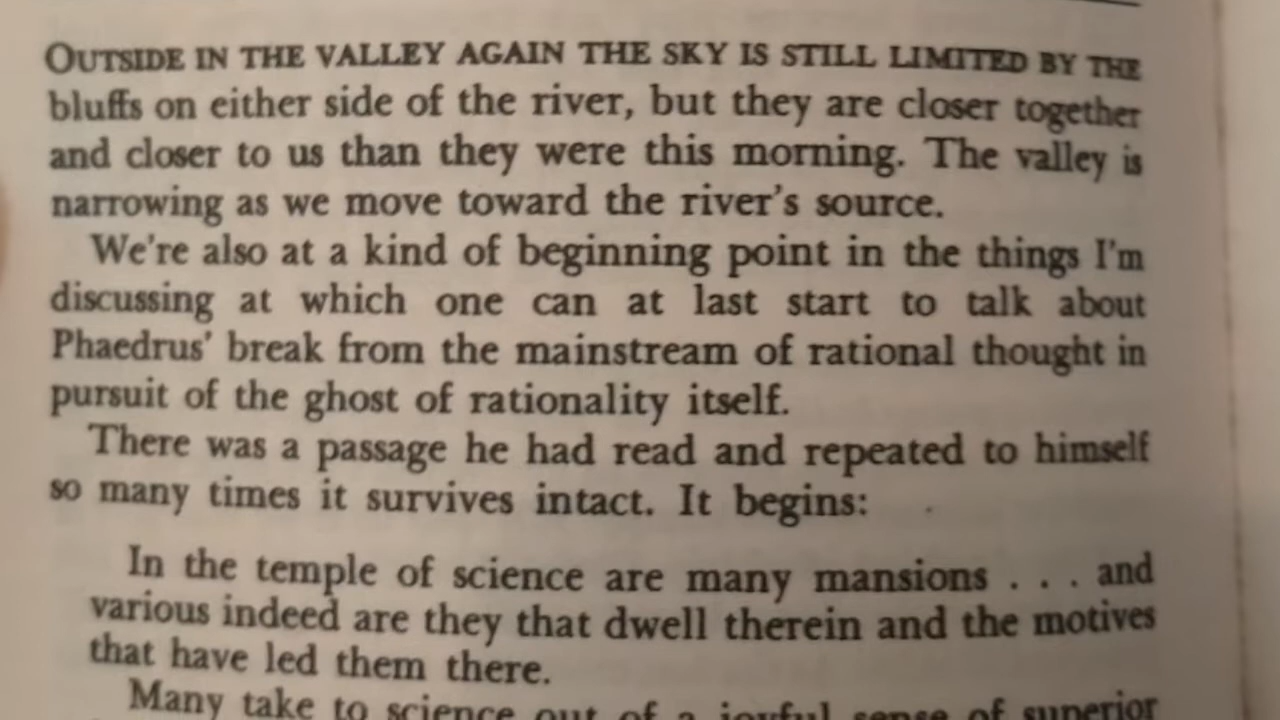 OUTSIDE IN THE VALLEY AGAIN THE SKY IS STILL LIMITED BY THE
bluffs on either side of the river, but they are closer together
and closer to us than they were this morning. The valley is
narrowing as we move toward the river's source.
We're also at a kind of beginning point in the things I'm
discussing at which one can at last start to talk about
Phaedrus' break from the mainstream of rational thought in
pursuit of the ghost of rationality itself.
There was a passage he had read and repeated to himself
so many times it survives intact. It begins:
In the temple of science are many mansions . . . and
various indeed are they that dwell therein and the motives
that have led them there.
Many take to science out of a joyful sense of superior